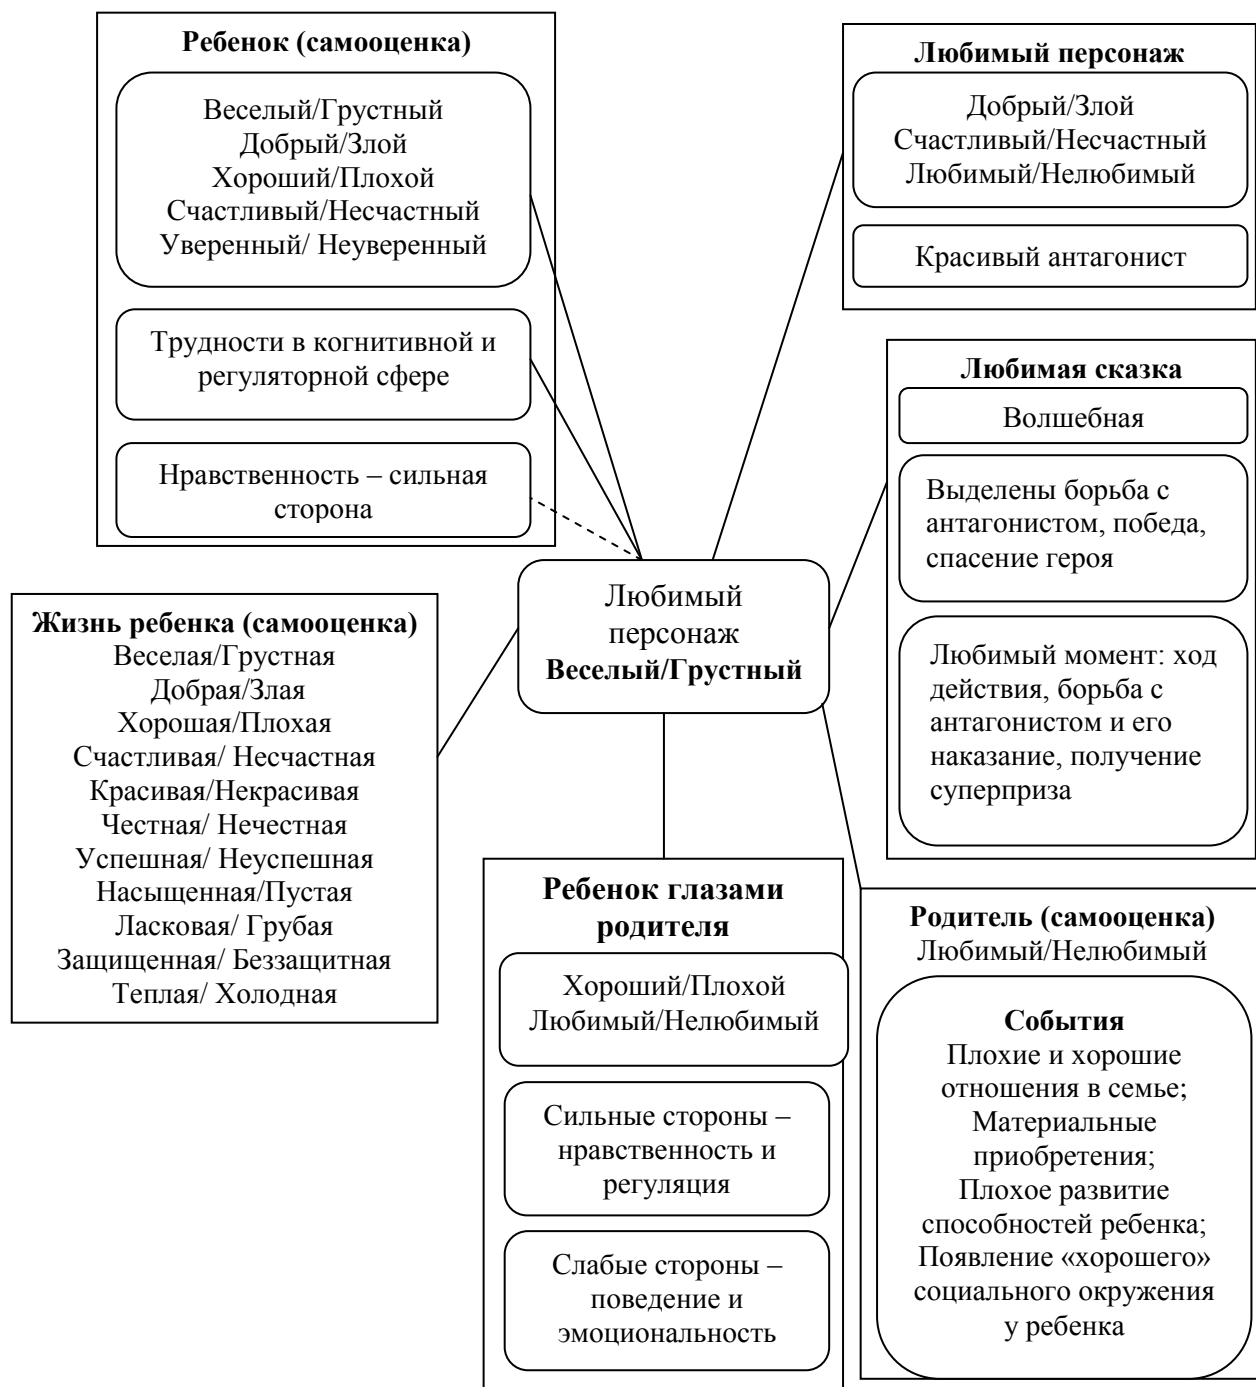 Ребенок (самооценка)
Веселый/Грустный
Добрый/Злой
Хороший/Плохой
Счастливый/Несчастный
Уверенный/ Неуверенный
Трудности в когнитивной и
регуляторной сфере
Нравственность – сильная
сторона
Любимый персонаж
Добрый/Злой
Счастливый/Несчастный
Любимый/Нелюбимый
Красивый антагонист
Любимая сказка
Волшебная
Выделены борьба с
антагонистом, победа,
спасение героя
Любимый момент: ход
действия, борьба с
антагонистом и его
наказание, получение
суперприза
Любимый
персонаж
Веселый/Грустный
Жизнь ребенка (самооценка)
Веселая/Грустная
Добрая/Злая
Хорошая/Плохая
Счастливая/ Несчастная
Красивая/Некрасивая
Честная/ Нечестная
Успешная/ Неуспешная
Насыщенная/Пустая
Ласковая/ Грубая
Защищенная/ Беззащитная
Теплая/ Холодная
Ребенок глазами
родителя
Хороший/Плохой
Любимый/Нелюбимый
Сильные стороны –
нравственность и
регуляция
Слабые стороны –
поведение и
эмоциональность
Родитель (самооценка)
Любимый/Нелюбимый
События
Плохие и хорошие
отношения в семье;
Материальные
приобретения;
Плохое развитие
способностей ребенка;
Появление «хорошего»
социального окружения
у ребенка